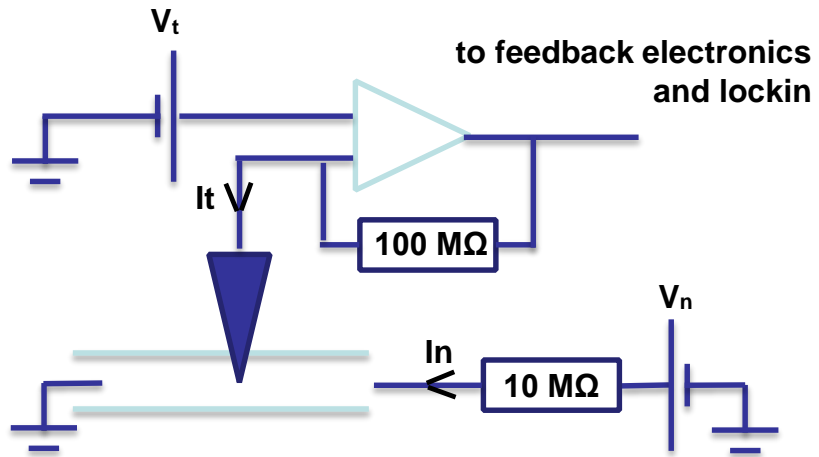 Vt
to feedback electronics
and lockin
It
100 MΩ
Vn
In
10 MΩ